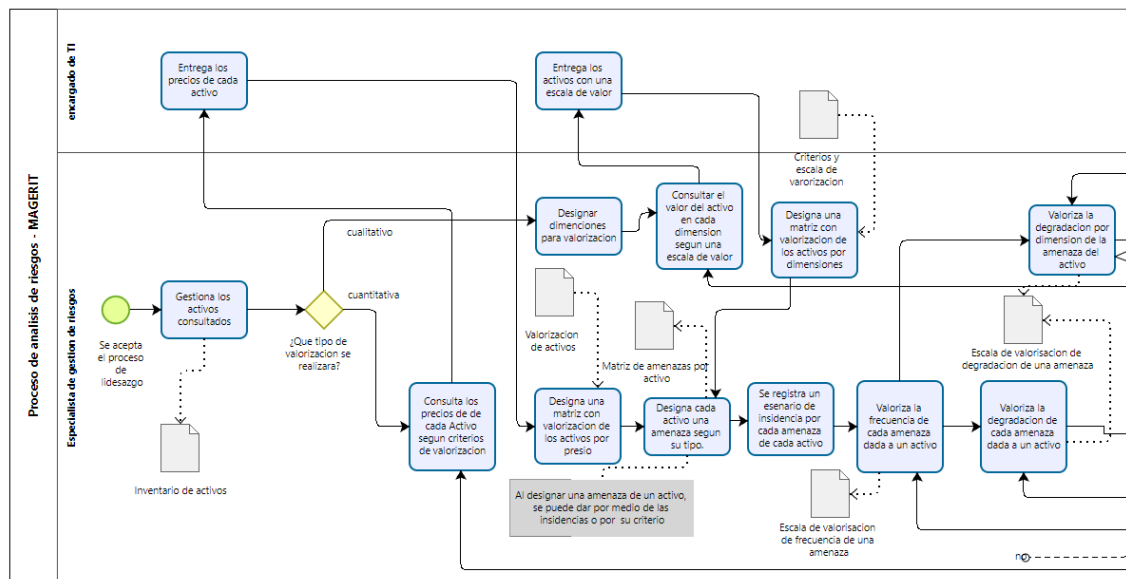 Proceso de analisis de riesgos - MAGERIT
encargado de TI
Entrega los
precios de cada
activo
Entrega los
activos con una
escala de valor
Criterios y
escala de
varorizacion
Especialista de gestion de riesgos
Se acepta
el proceso
de
lidesazgo
Gestiona los
activos
consultados
Inventario de activos
¿Que tipo de
valorizacion se
realizara?
cualitativo
cuantitativa
Designar
dimenciones
para valorizacion
Consultar el
valor del activo
en cada
dimension
segun una
escala de valor
Designa una
matriz con
valorizacion de
los activos por
dimensiones
Valoriza la
degradacion por
dimension de la
amenaza del
activo
Valorizacion
de activos
Matriz de amenazas por
activo
Escala de valorisacion de
degradacion de una amenaza
Consulta los
precios de de
cada Activo
segun criterios
de valorizacion
Designa una
matriz con
valorizacion de
los activos por
presio
Designa cada
activo una
amenaza segun
su tipo.
Se registra un
esenario de
insidencia por
cada amenaza
de cada activo
Valoriza la
frecuencia de
cada amenaza
dada a un activo
Valoriza la
degradacion de
cada amenaza
dada a un activo
Al designar una amenaza de un activo,
se puede dar por medio de las
insidencias o por su criterio
Escala de valorisacion
de frecuencia de una
amenaza
no